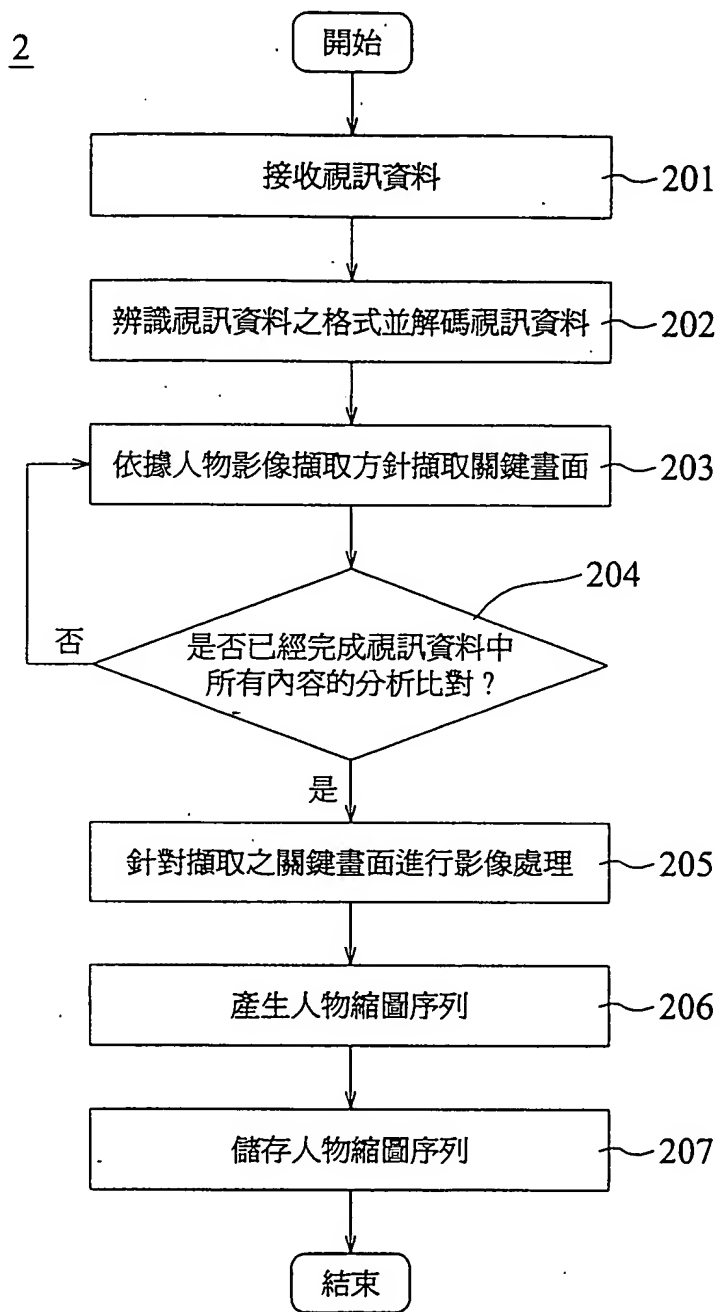 2
開始
接收視訊資料
201
辨識視訊資料之格式並解碼視訊資料
202
依據人物影像擷取方針擷取關鍵畫面
203
204
是否已經完成視訊資料中
所有內容的分析比對?
否
是
針對擷取之關鍵畫面進行影像處理
205
產生人物縮圖序列
206
儲存人物縮圖序列
207
結束